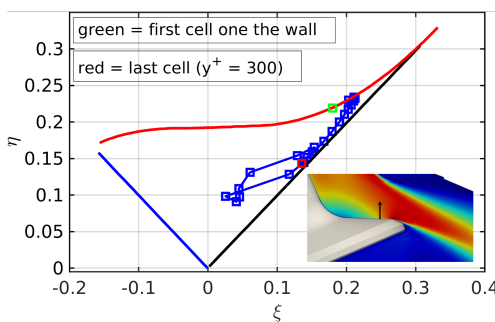 green = first cell one the wall
red = last cell (y+ = 300)
0.3
0.25
0.2
0.15
0.1
0.05
0
η
-0.2 -0.1 0 0.1 0.2 0.3 0.4
ξ